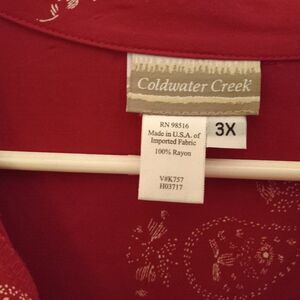 Coldwater Creek
3X
RN 98516
Made in U.S.A. of
Imported Fabric
100% Rayon
V#K757
H03717